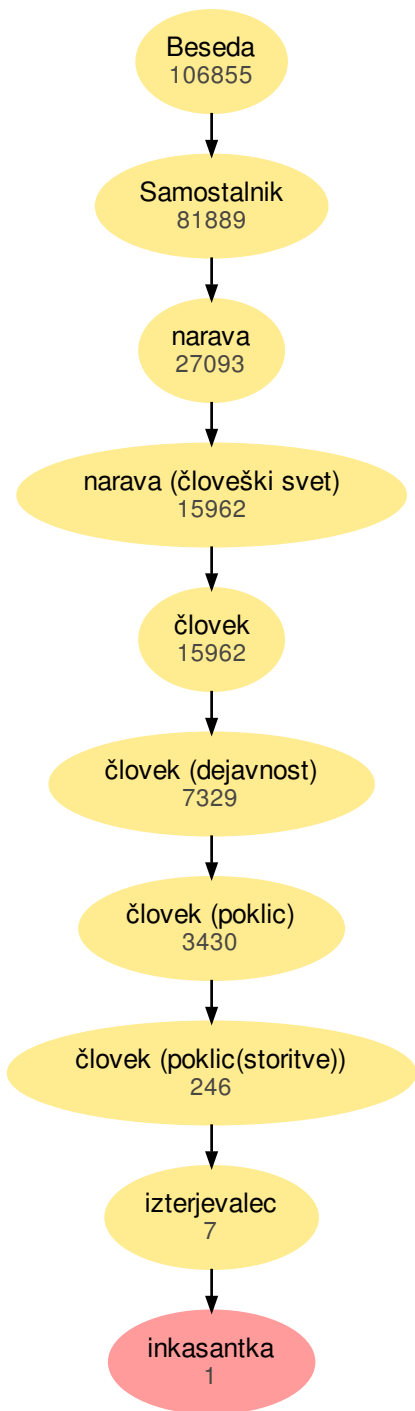 Beseda
106855
Samostalnik
81889
narava
27093
narava (človeški svet)
15962
človek
15962
človek (dejavnost)
7329
človek (poklic)
3430
človek (poklic(storitve))
246
izterjevalec
7
inkasantka
1